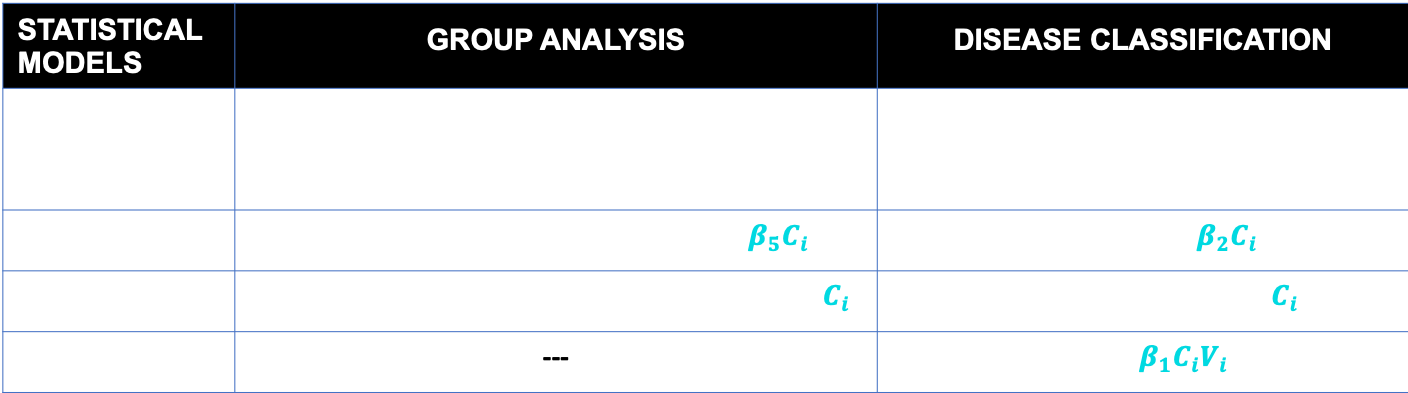 STATISTICAL
MODELS
GROUP ANALYSIS
DISEASE CLASSIFICATION
β₅Cᵢ
β₂Cᵢ
Cᵢ
Cᵢ
---
β₁CᵢVᵢ